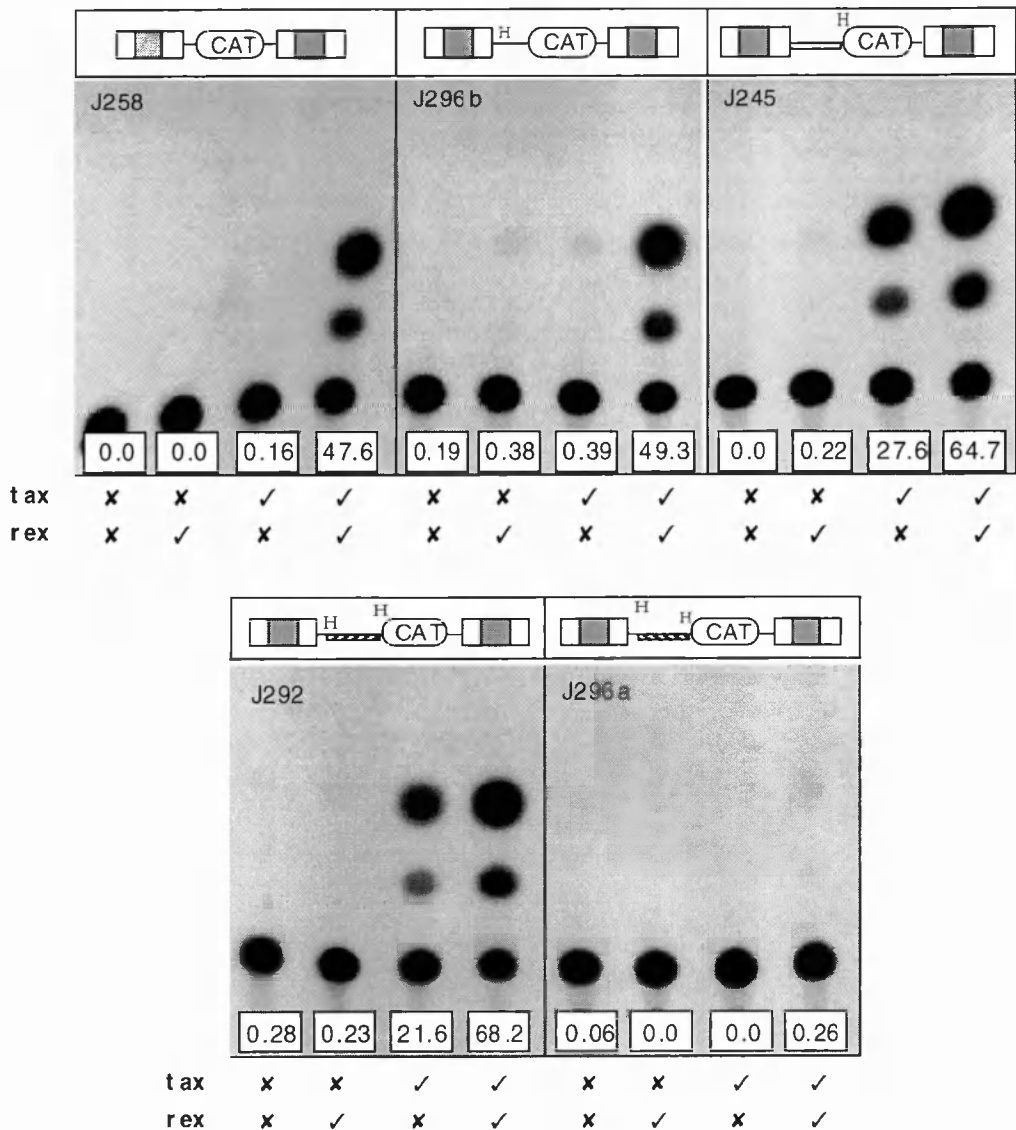 CAT H CAT H CAT
J258 J296b J245
0.0 0.0 0.16 47.6 0.19 0.38 0.39 49.3 0.0 0.22 27.6 64.7
tax ✗ ✗ ✓ ✓ ✗ ✗ ✓ ✓ ✗ ✗ ✓ ✓
rex ✗ ✓ ✗ ✓ ✗ ✓ ✗ ✓ ✗ ✓ ✗ ✓
H H CAT H H CAT
J292 J296a
0.28 0.23 21.6 68.2 0.06 0.0 0.0 0.26
tax ✗ ✗ ✓ ✓ ✗ ✗ ✓ ✓
rex ✗ ✓ ✗ ✓ ✗ ✓ ✗ ✓